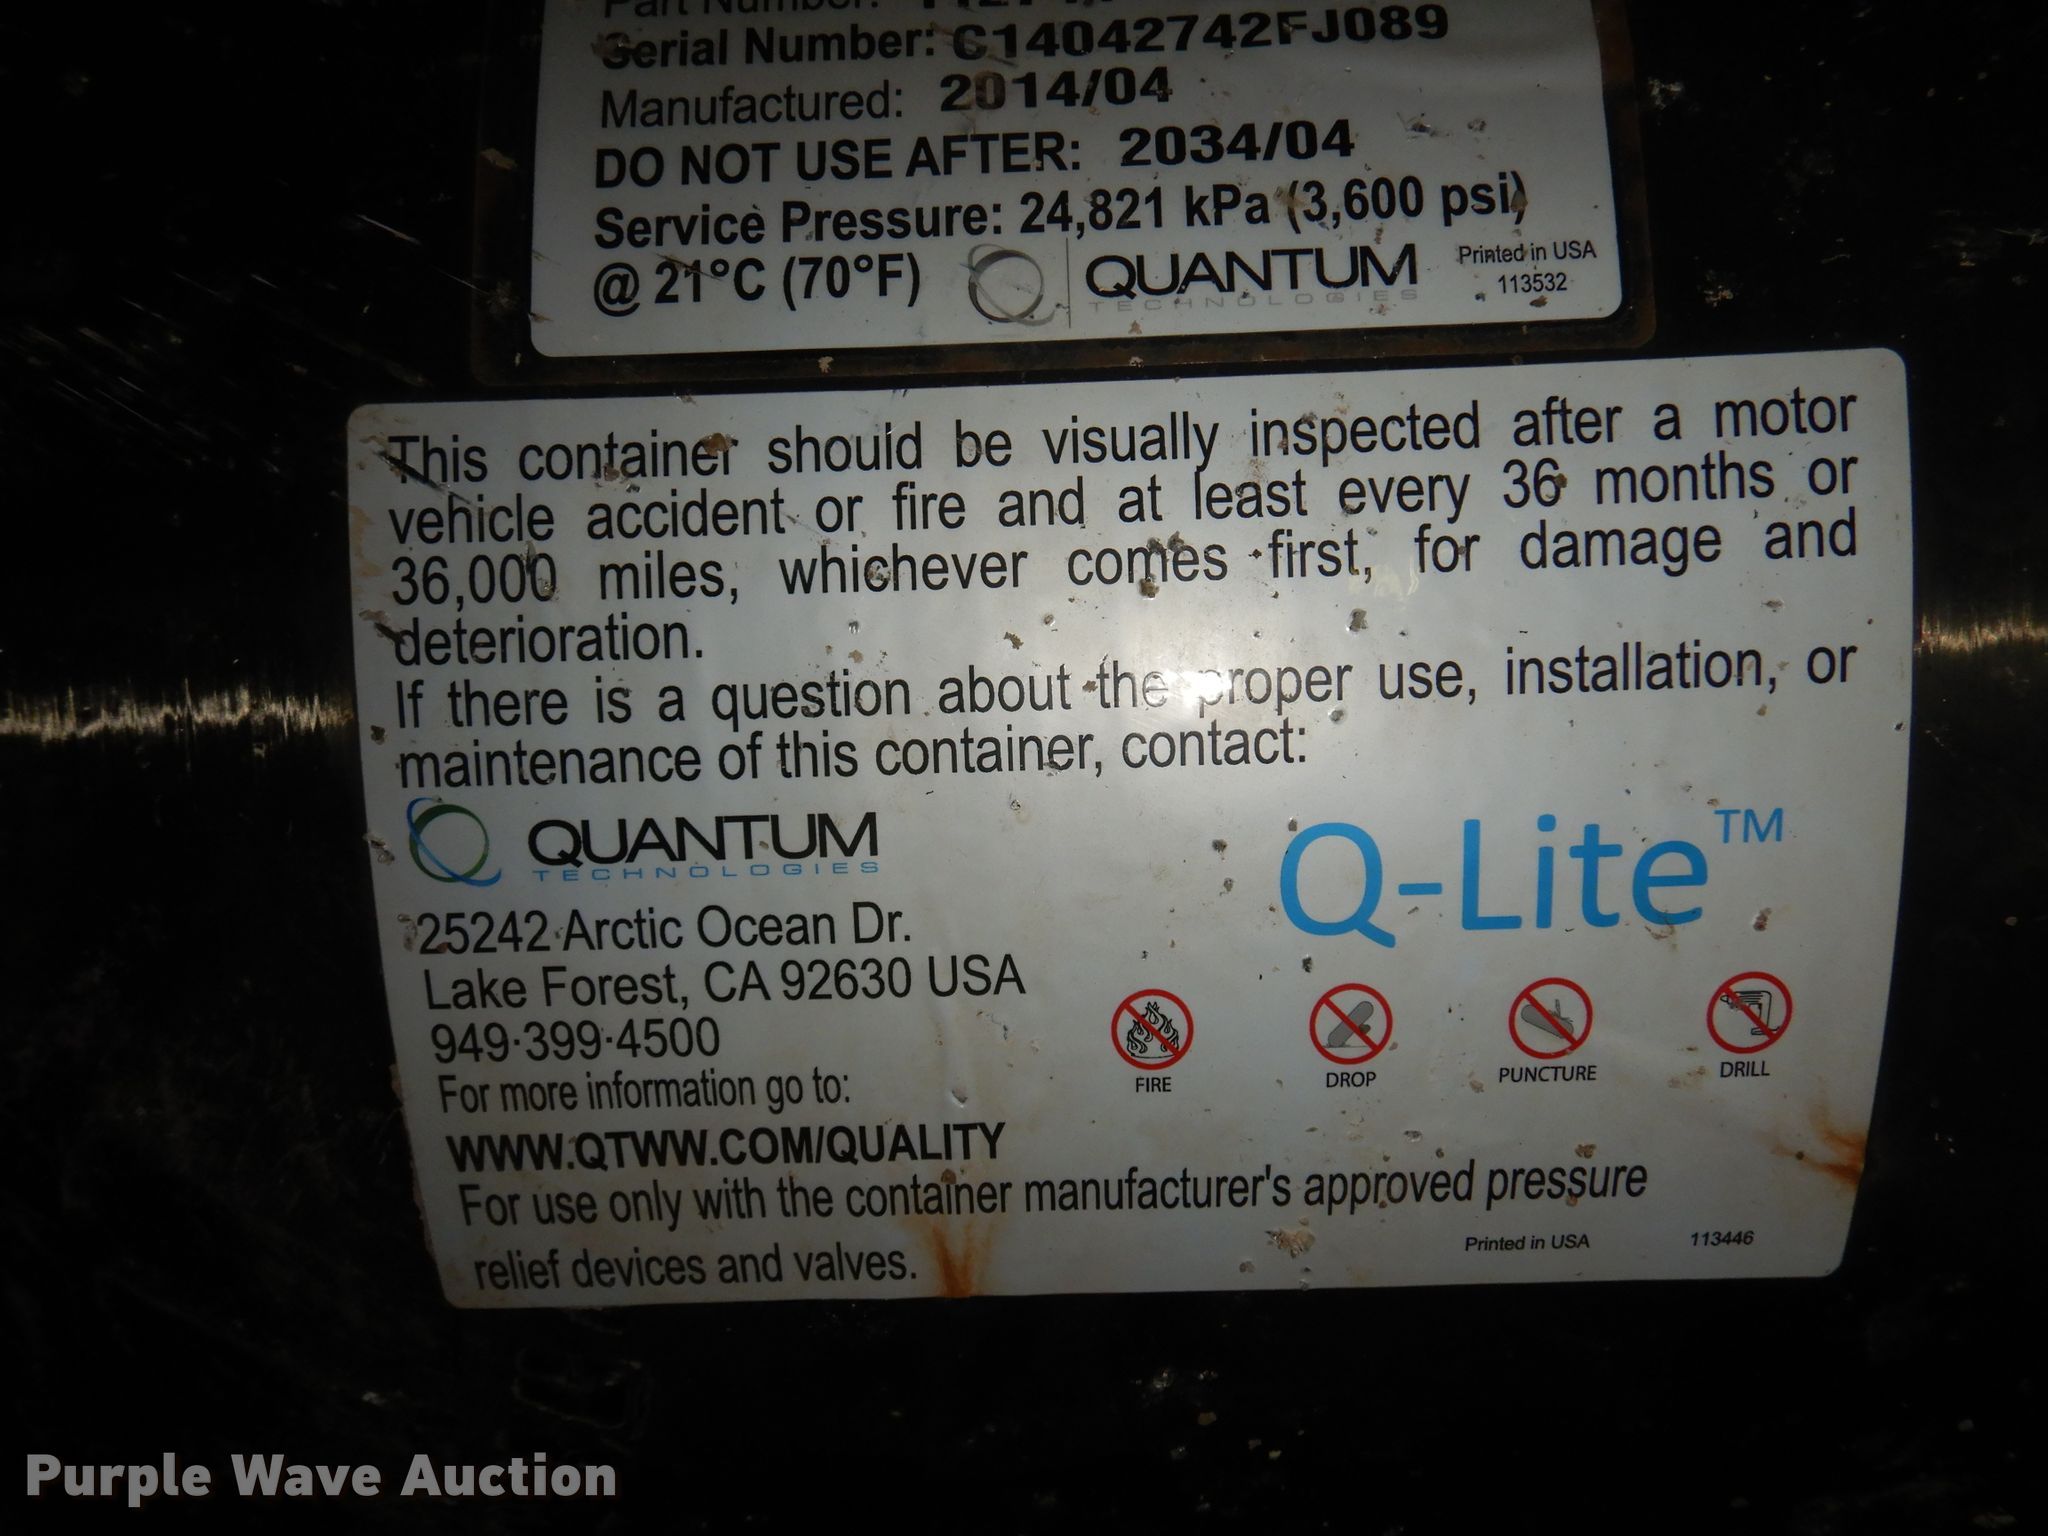 Part Number:
Serial Number: C14042742FJ089
Manufactured: 2014/04
DO NOT USE AFTER: 2034/04
Service Pressure: 24,821 kPa (3,600 psi)
@ 21°C (70°F)
QUANTUM
TECHNOLOGIES
Printed in USA
113532
This container should be visually inspected after a motor
vehicle accident or fire and at least every 36 months or
36,000 miles, whichever comes first, for damage and
deterioration.
If there is a question about the proper use, installation, or
maintenance of this container, contact:
QUANTUM
TECHNOLOGIES
Q-Lite™
25242 Arctic Ocean Dr.
Lake Forest, CA 92630 USA
949·399·4500
For more information go to:
WWW.QTWW.COM/QUALITY
FIRE
DROP
PUNCTURE
DRILL
For use only with the container manufacturer's approved pressure
relief devices and valves.
Printed in USA
113446
Purple Wave Auction